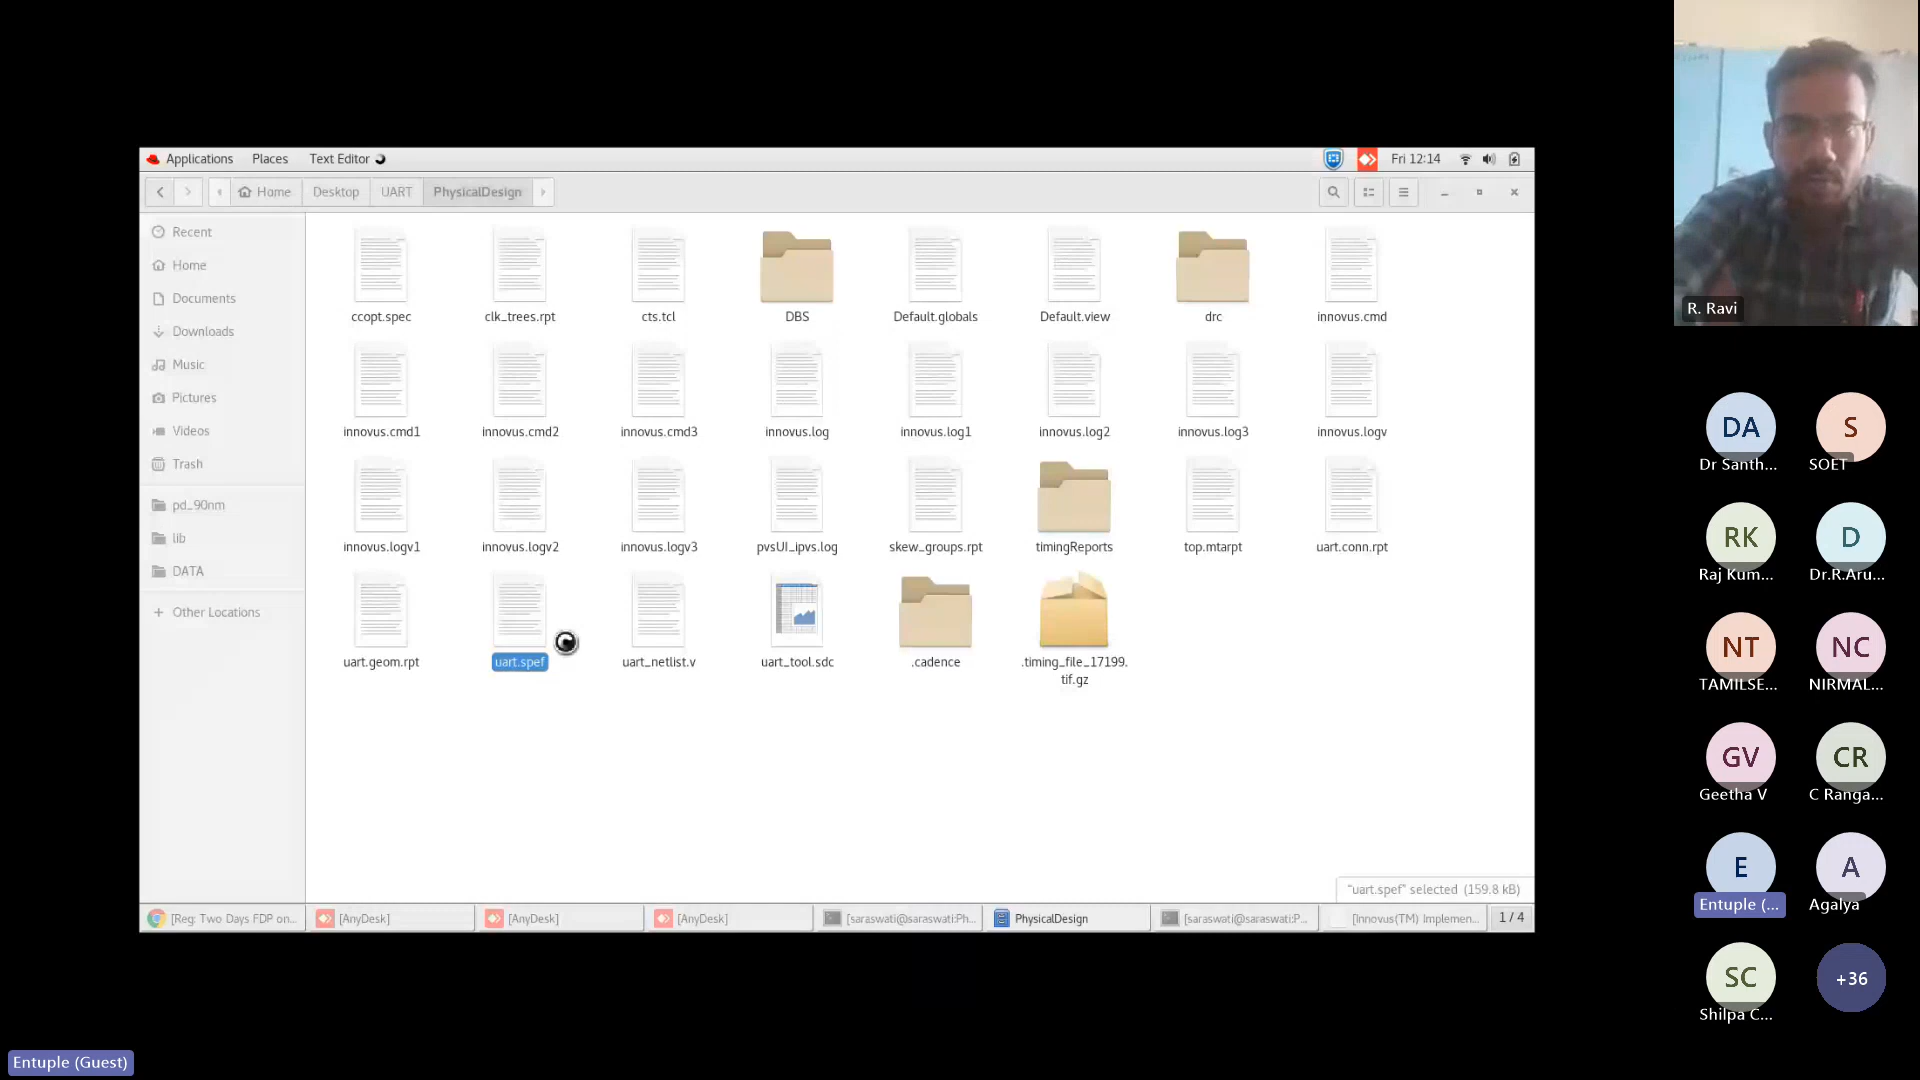 Applications Places Text Editor Fri 12:14
Home Desktop UART PhysicalDesign
Recent
Home
Documents
Downloads
Music
Pictures
Videos
Trash
pd_90nm
lib
DATA
+ Other Locations
ccopt.spec clk_trees.rpt cts.tcl DBS Default.globals Default.view drc innovus.cmd
innovus.cmd1 innovus.cmd2 innovus.cmd3 innovus.log innovus.log1 innovus.log2 innovus.log3 innovus.logv
innovus.logv1 innovus.logv2 innovus.logv3 pvsUI_ipvs.log skew_groups.rpt timingReports top.mtarpt uart.conn.rpt
uart.geom.rpt uart.spef uart_netlist.v uart_tool.sdc .cadence .timing_file_17199.
tif.gz
"uart.spef" selected (159.8 kB)
[Reg: Two Days FDP on... [AnyDesk] [AnyDesk] [AnyDesk] [saraswati@saraswati:Ph... PhysicalDesign [saraswati@saraswati:P... [Innovus(TM) Implemen... 1 / 4
R. Ravi
DA S
Dr Santh... SOET
RK D
Raj Kum... Dr.R.Aru...
NT NC
TAMILSE... NIRMAL...
GV CR
Geetha V C Ranga...
E A
Entuple (... Agalya
SC +36
Shilpa C...
Entuple (Guest)